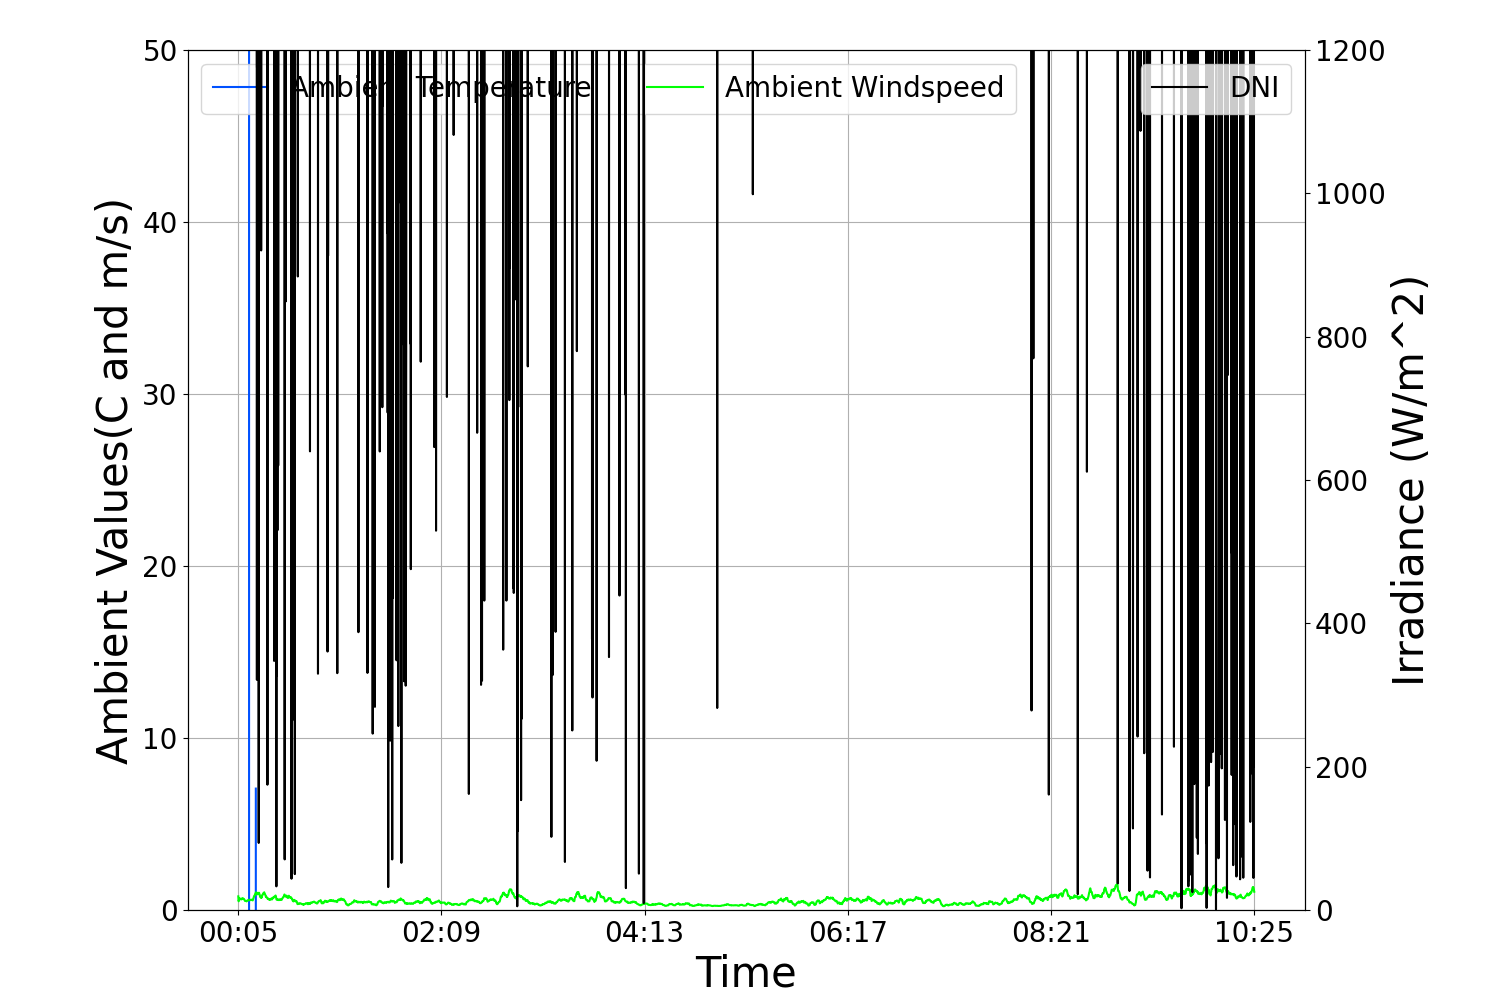 Ambient Temperature
Ambient Windspeed
DNI
50
40
30
20
10
0
Ambient Values(C and m/s)
1200
1000
800
600
400
200
0
Irradiance (W/m^2)
00:05 02:09 04:13 06:17 08:21 10:25
Time